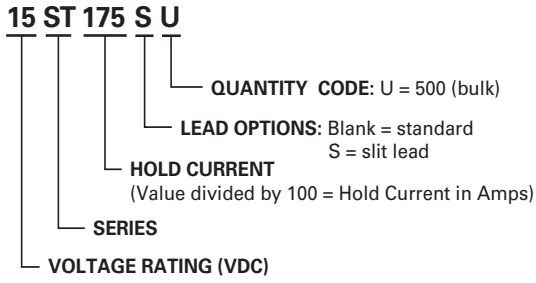 15 ST 175 S U
QUANTITY CODE: U = 500 (bulk)
LEAD OPTIONS: Blank = standard
S = slit lead
HOLD CURRENT
(Value divided by 100 = Hold Current in Amps)
SERIES
VOLTAGE RATING (VDC)